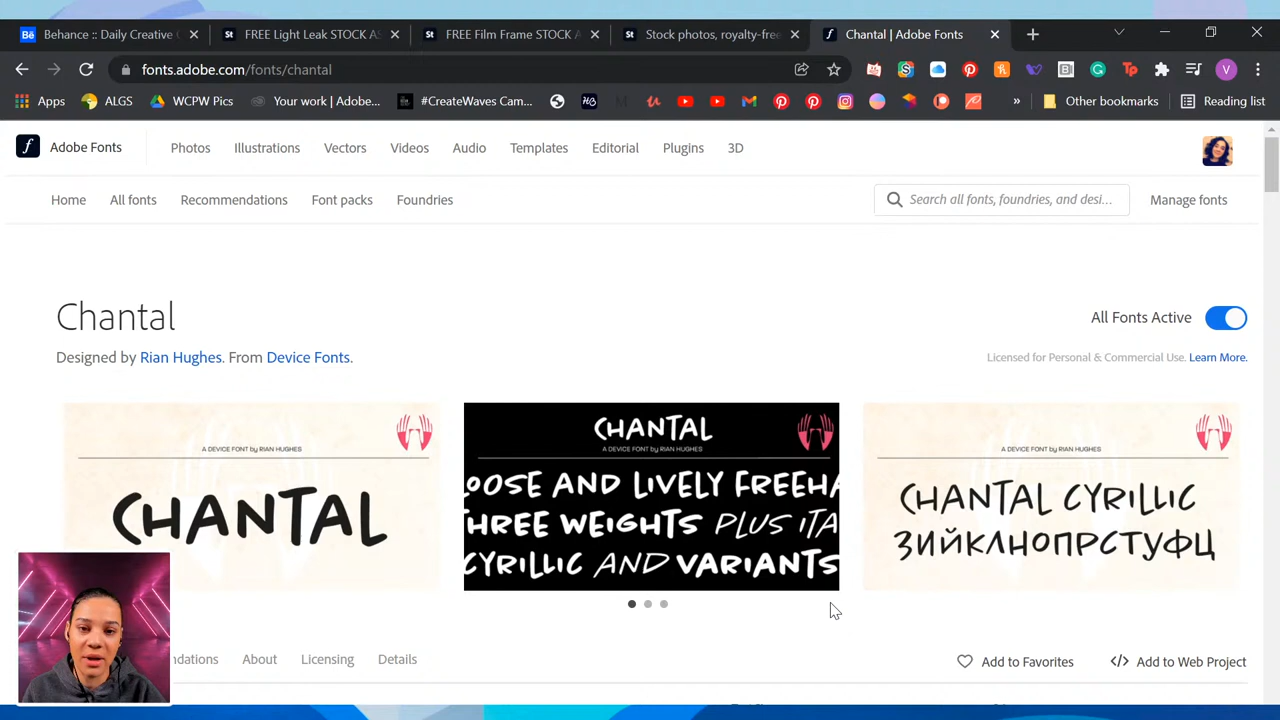 Behance :: Daily Creative C
FREE Light Leak STOCK AS
FREE Film Frame STOCK A
Stock photos, royalty-free
Chantal | Adobe Fonts
fonts.adobe.com/fonts/chantal
Apps
ALGS
WCPW Pics
Your work | Adobe...
#CreateWaves Cam...
»
Other bookmarks
Reading list
Adobe Fonts
Photos
Illustrations
Vectors
Videos
Audio
Templates
Editorial
Plugins
3D
Home
All fonts
Recommendations
Font packs
Foundries
Search all fonts, foundries, and desi...
Manage fonts
Chantal
All Fonts Active
Designed by Rian Hughes. From Device Fonts.
Licensed for Personal & Commercial Use. Learn More.
A DEVICE FONT by RIAN HUGHES
CHANTAL
CHANTAL
A DEVICE FONT by RIAN HUGHES
OOSE AND LIVELY FREEHA
THREE WEIGHTS PLUS ITA
CYRILLIC AND VARIANTS
A DEVICE FONT by RIAN HUGHES
CHANTAL CYRILLIC
ЗИЙКЛНОПРСТУФЦ
ndations
About
Licensing
Details
Add to Favorites
</> Add to Web Project